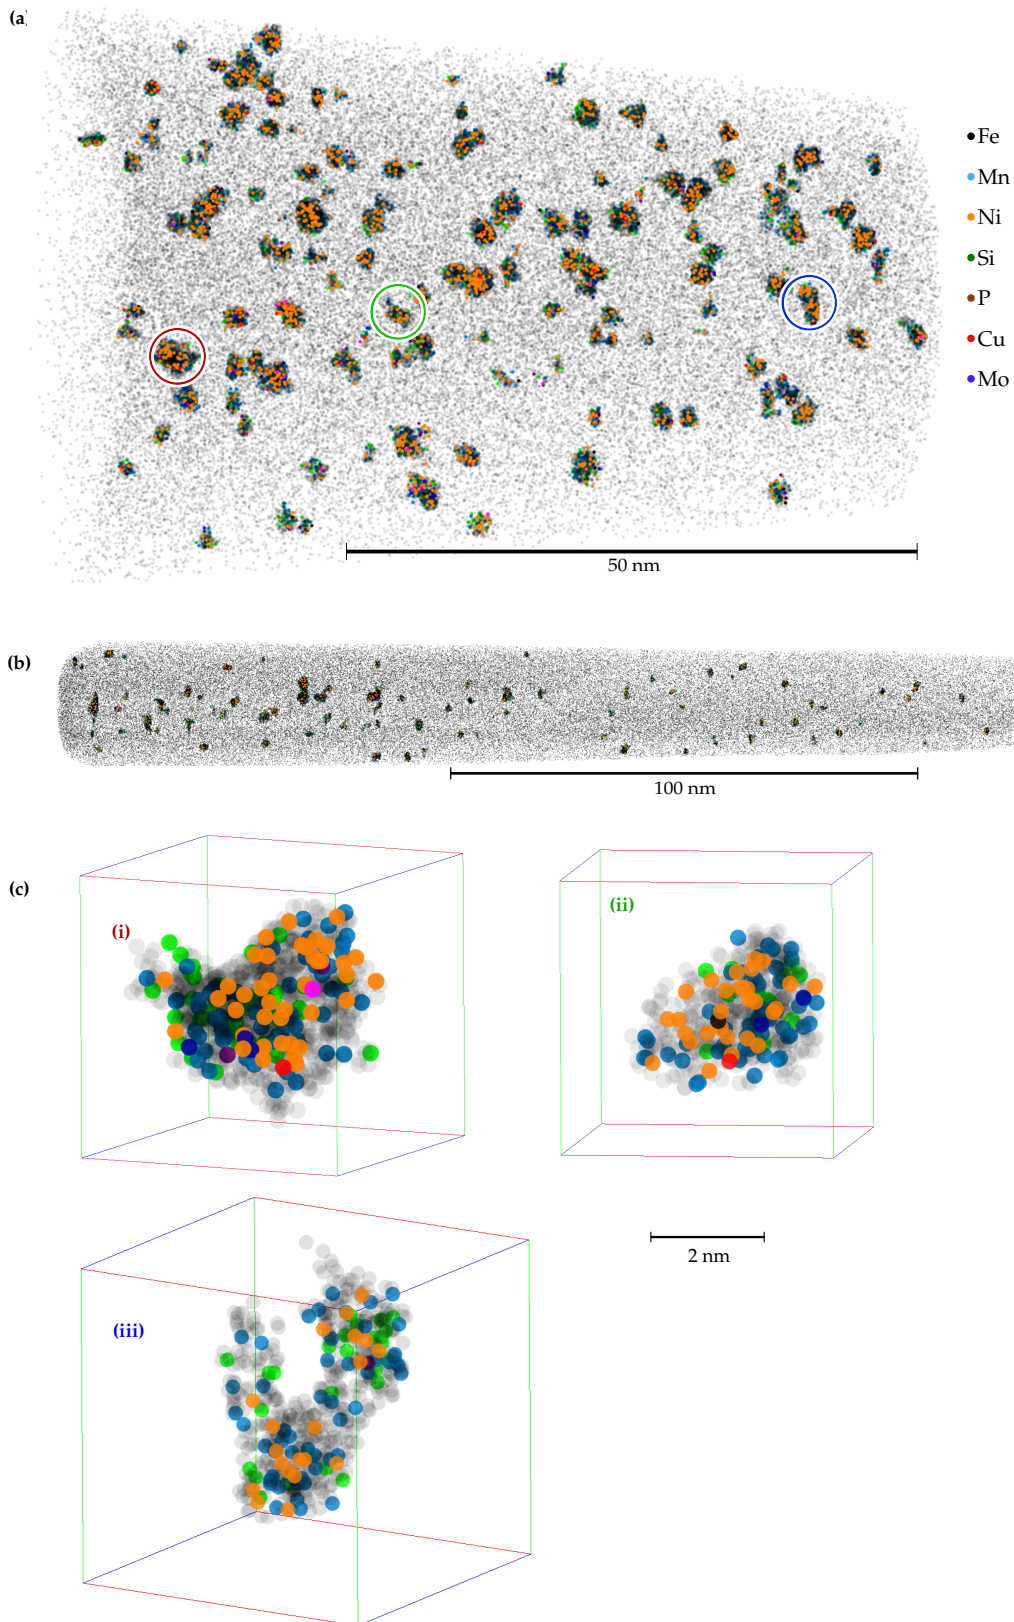 (a)
Fe
Mn
Ni
Si
P
Cu
Mo
50 nm
(b)
100 nm
(c)
(i)
(ii)
2 nm
(iii)